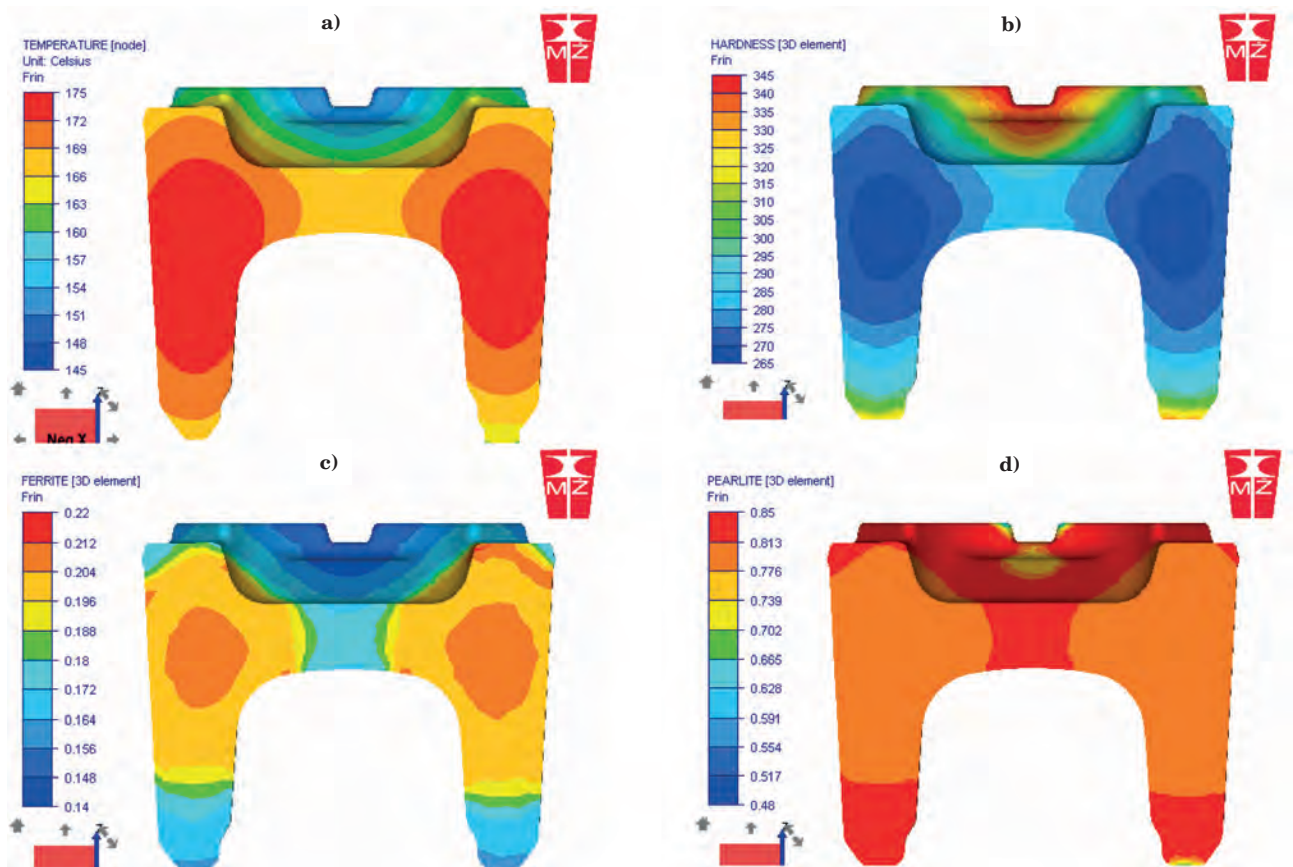 a)
TEMPERATURE [node]
Unit: Celsius
Frin
175
172
169
166
163
160
157
154
151
148
145
Z
Neg X
MŽ
b)
HARDNESS [3D element]
Frin
345
340
335
330
325
320
315
310
305
300
295
290
285
280
275
270
265
Z
MŽ
c)
FERRITE [3D element]
Frin
0.22
0.212
0.204
0.196
0.188
0.18
0.172
0.164
0.156
0.148
0.14
Z
MŽ
d)
PEARLITE [3D element]
Frin
0.85
0.813
0.776
0.739
0.702
0.665
0.628
0.591
0.554
0.517
0.48
Z
MŽ